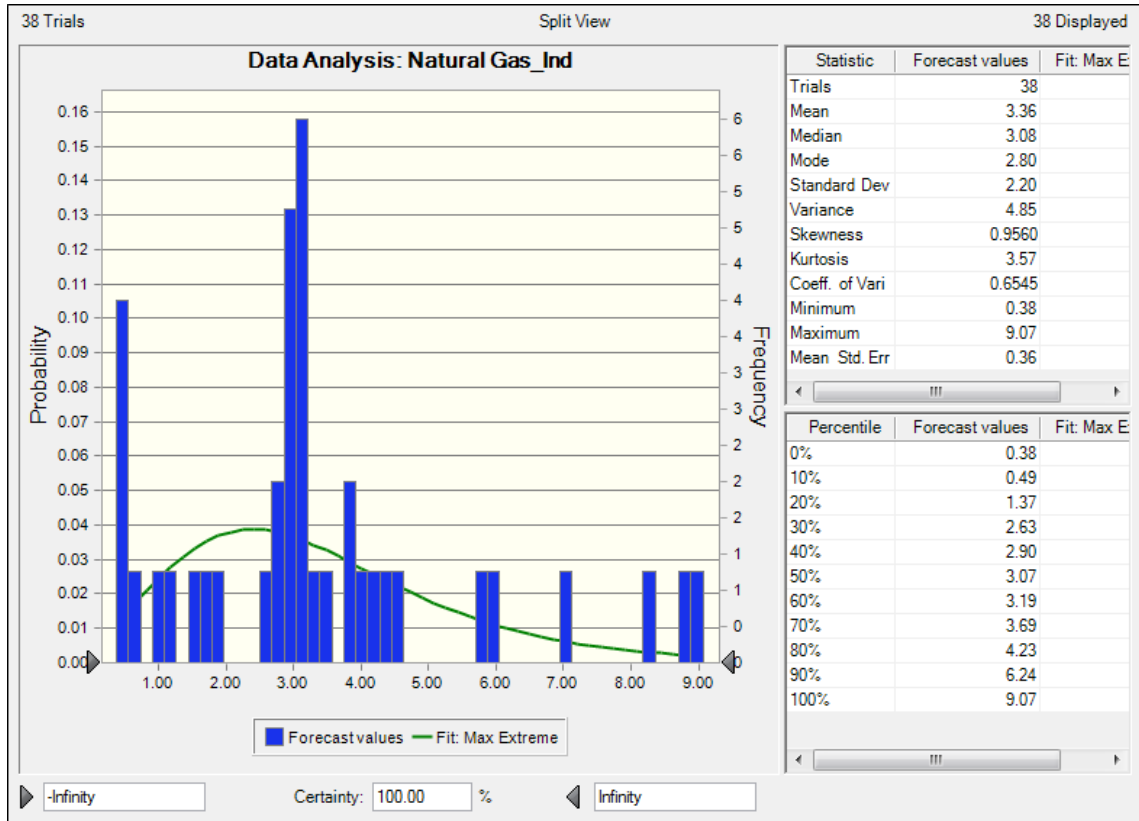 38 Trials Split View 38 Displayed
Data Analysis: Natural Gas_Ind
Probability
0.16
0.15
0.14
0.13
0.12
0.11
0.10
0.09
0.08
0.07
0.06
0.05
0.04
0.03
0.02
0.01
0.00
6
6
5
5
4
4
4
3
3
2
2
2
1
1
0
0
Frequency
1.00 2.00 3.00 4.00 5.00 6.00 7.00 8.00 9.00
Forecast values Fit: Max Extreme
Statistic Forecast values Fit: Max E
Trials 38
Mean 3.36
Median 3.08
Mode 2.80
Standard Dev 2.20
Variance 4.85
Skewness 0.9560
Kurtosis 3.57
Coeff. of Vari 0.6545
Minimum 0.38
Maximum 9.07
Mean Std. Err 0.36
Percentile Forecast values Fit: Max E
0% 0.38
10% 0.49
20% 1.37
30% 2.63
40% 2.90
50% 3.07
60% 3.19
70% 3.69
80% 4.23
90% 6.24
100% 9.07
-Infinity Certainty: 100.00 % Infinity